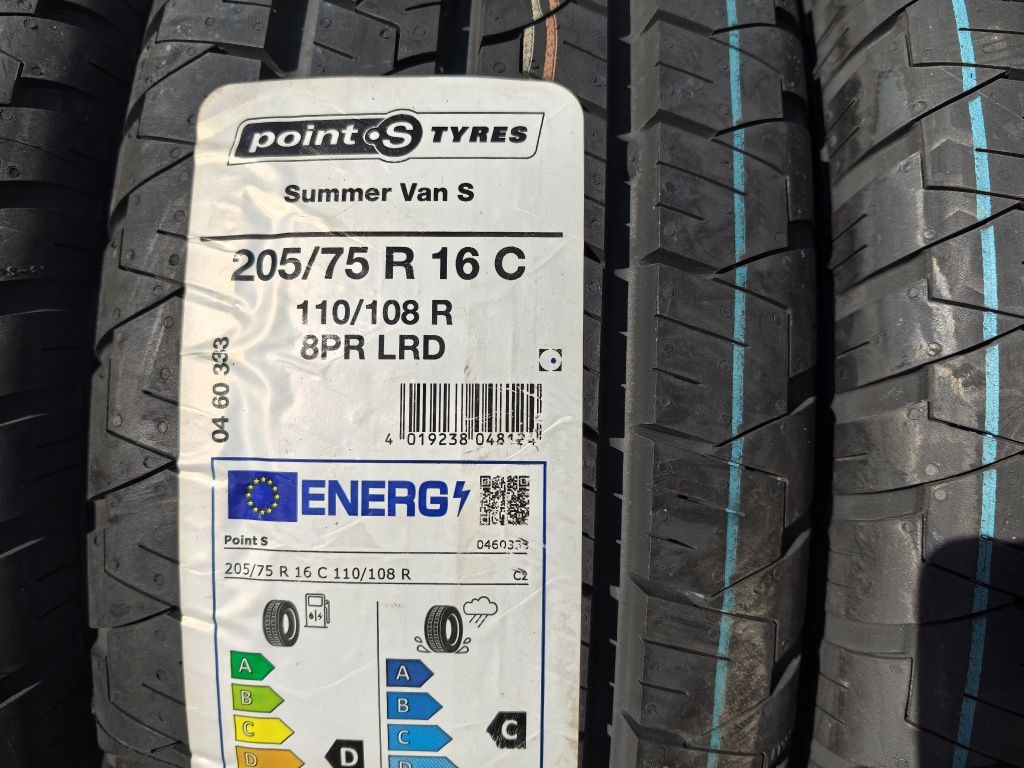 point S TYRES
Summer Van S
205/75 R 16 C
110/108 R
8PR LRD
04 60 333
4 019238 048124
ENERG
Point S 0460333
205/75 R 16 C 110/108 R C2
A A
B B
C C C
D D D